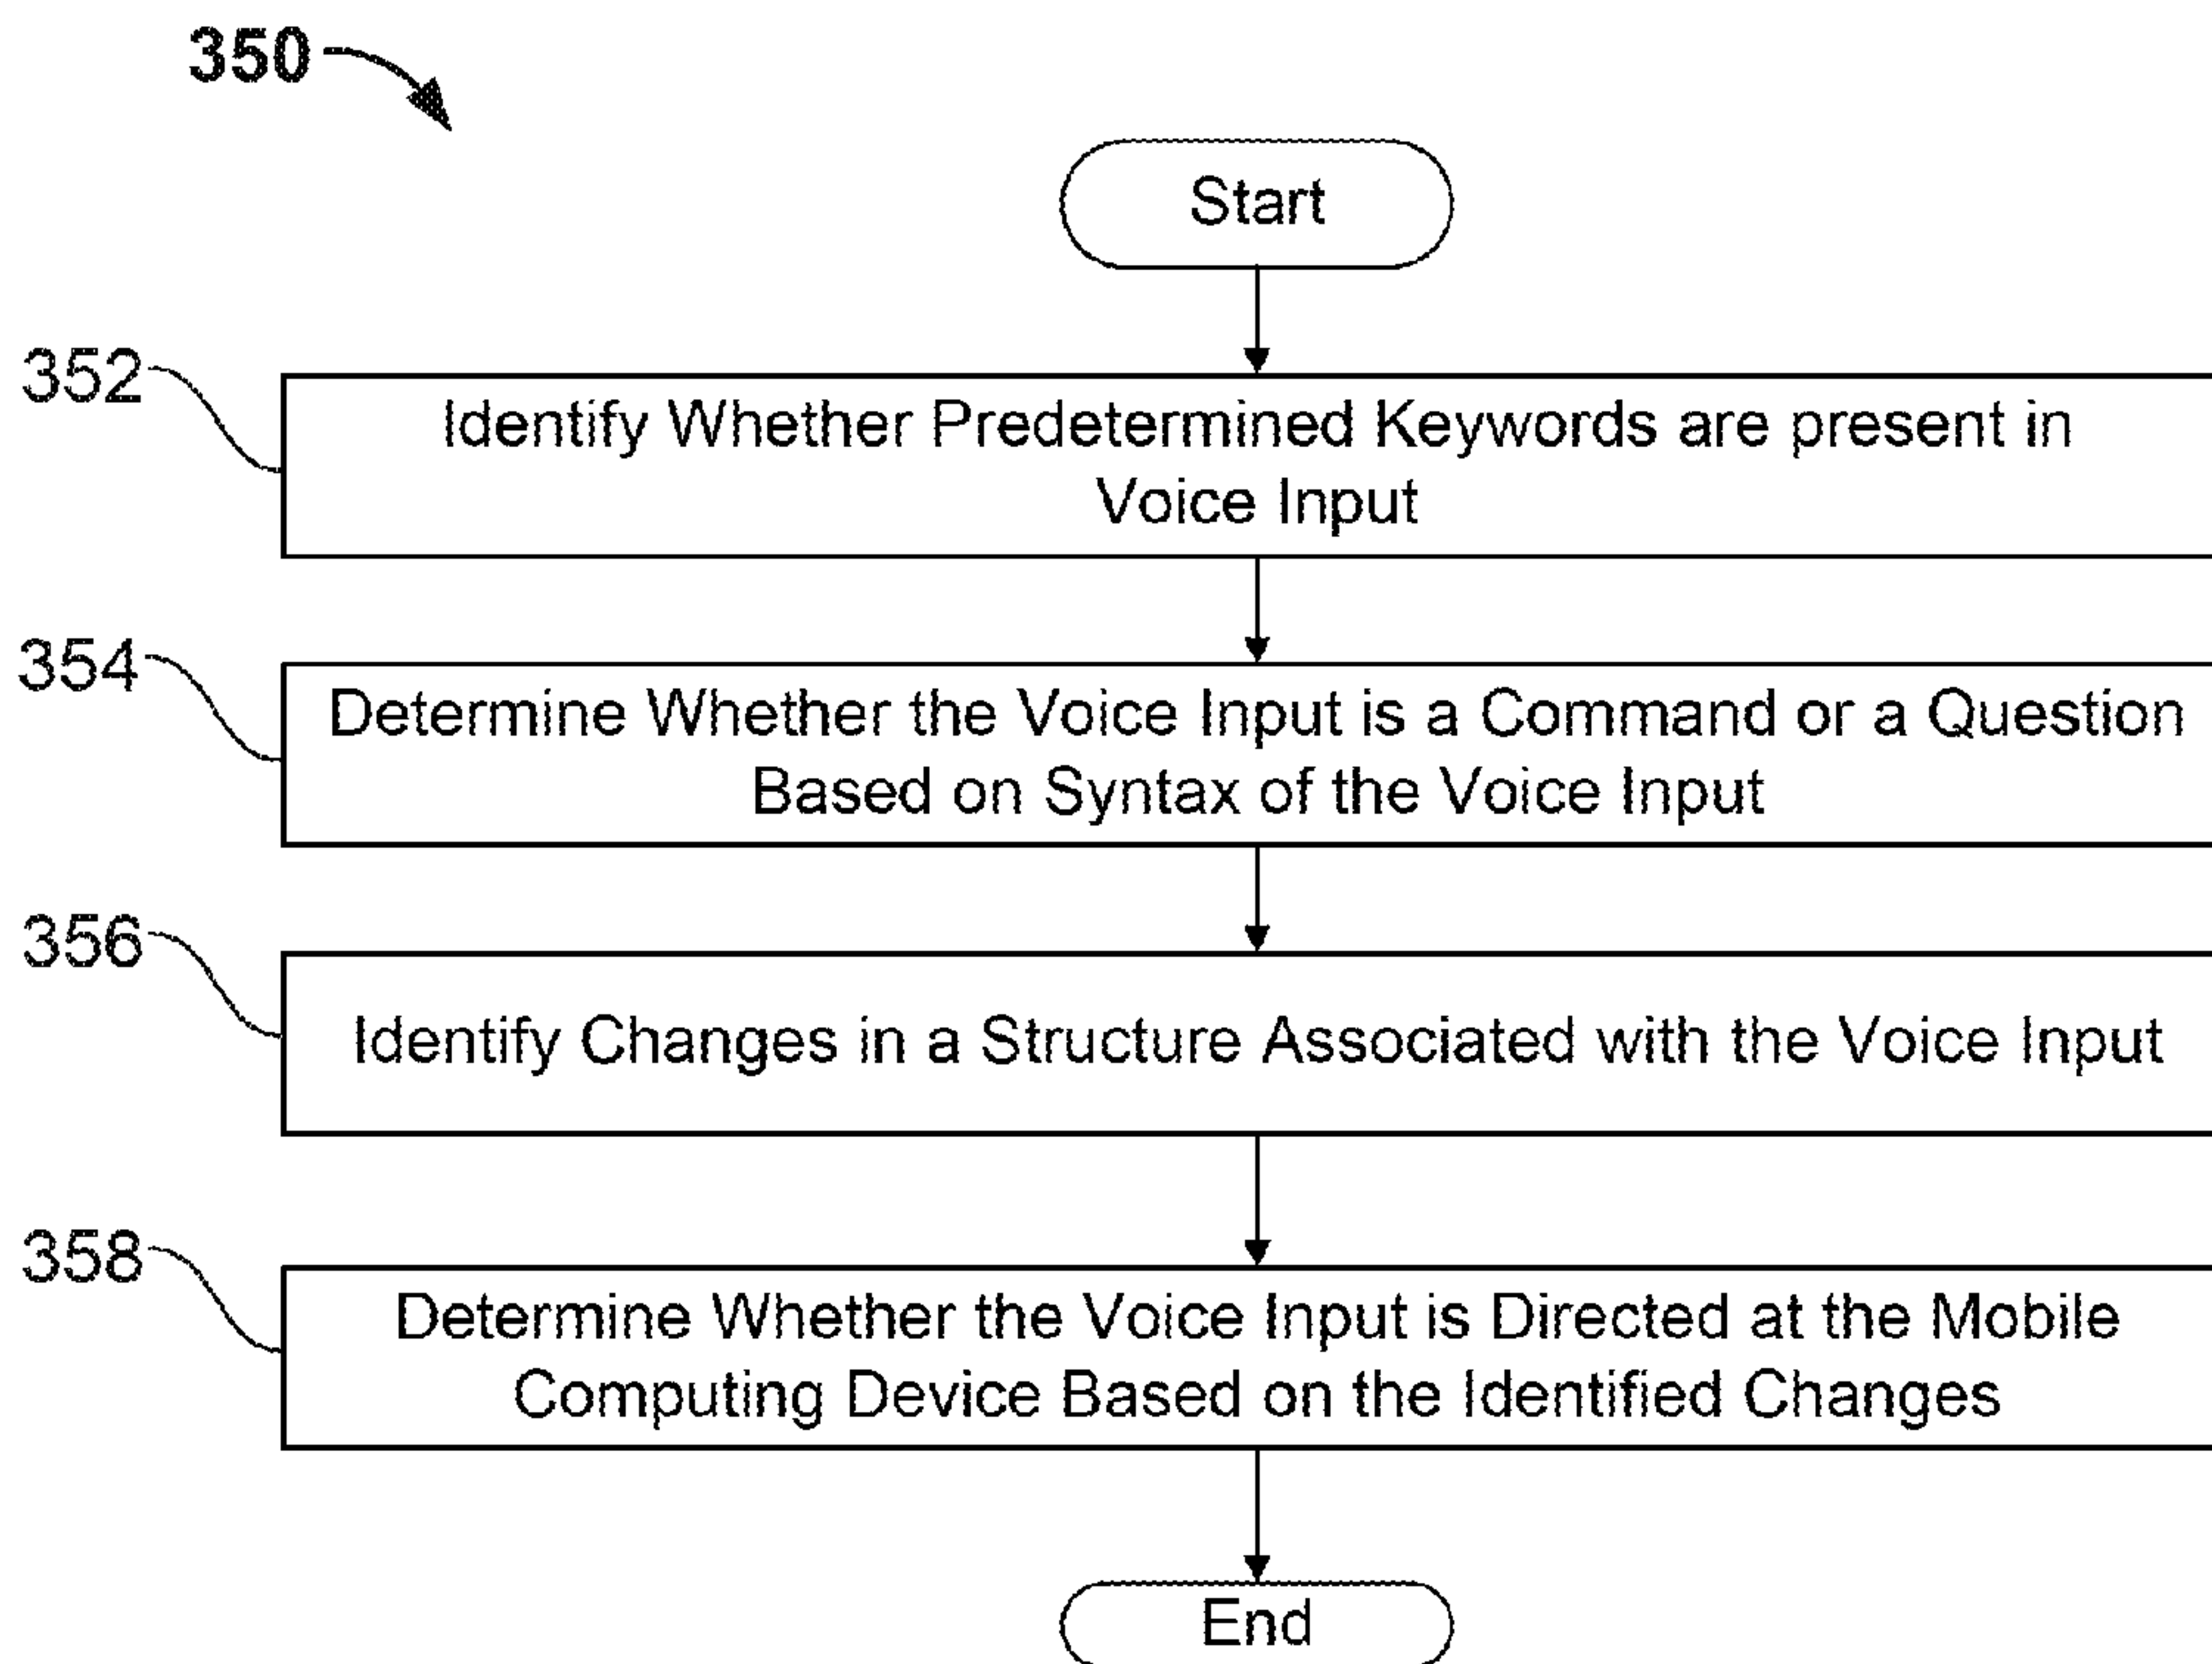 350
Start
352
Identify Whether Predetermined Keywords are present in
Voice Input
354
Determine Whether the Voice Input is a Command or a Question
Based on Syntax of the Voice Input
356
Identify Changes in a Structure Associated with the Voice Input
358
Determine Whether the Voice Input is Directed at the Mobile
Computing Device Based on the Identified Changes
End